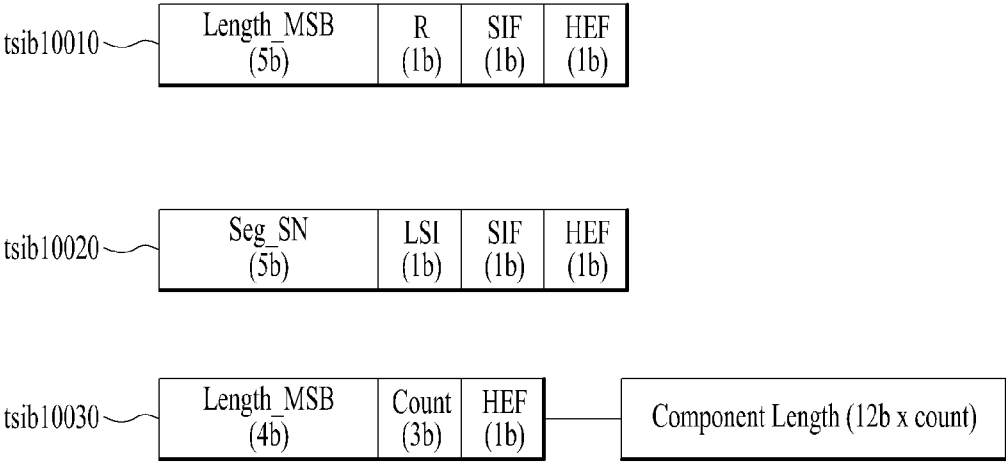 tsib10010
Length_MSB R SIF HEF
(5b) (1b) (1b) (1b)
tsib10020
Seg_SN LSI SIF HEF
(5b) (1b) (1b) (1b)
tsib10030
Length_MSB Count HEF
(4b) (3b) (1b)
Component Length (12b x count)